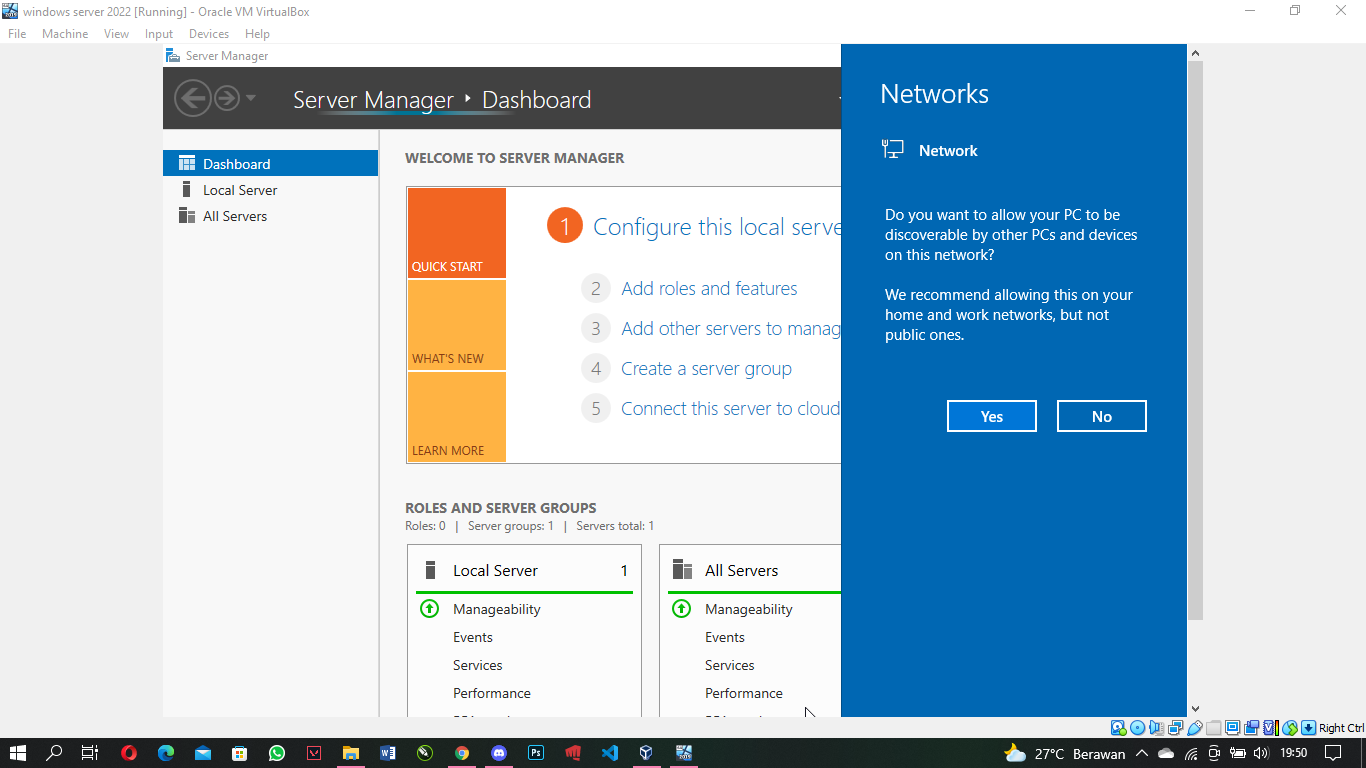 windows server 2022 [Running] - Oracle VM VirtualBox
File Machine View Input Devices Help
Server Manager
Server Manager ‣ Dashboard
Dashboard
Local Server
All Servers
WELCOME TO SERVER MANAGER
QUICK START
WHAT'S NEW
LEARN MORE
1 Configure this local serve
2 Add roles and features
3 Add other servers to manag
4 Create a server group
5 Connect this server to cloud
ROLES AND SERVER GROUPS
Roles: 0 | Server groups: 1 | Servers total: 1
Local Server 1
Manageability
Events
Services
Performance
All Servers
Manageability
Events
Services
Performance
Networks
Network
Do you want to allow your PC to be
discoverable by other PCs and devices
on this network?
We recommend allowing this on your
home and work networks, but not
public ones.
Yes No
Right Ctrl
27°C Berawan 19:50